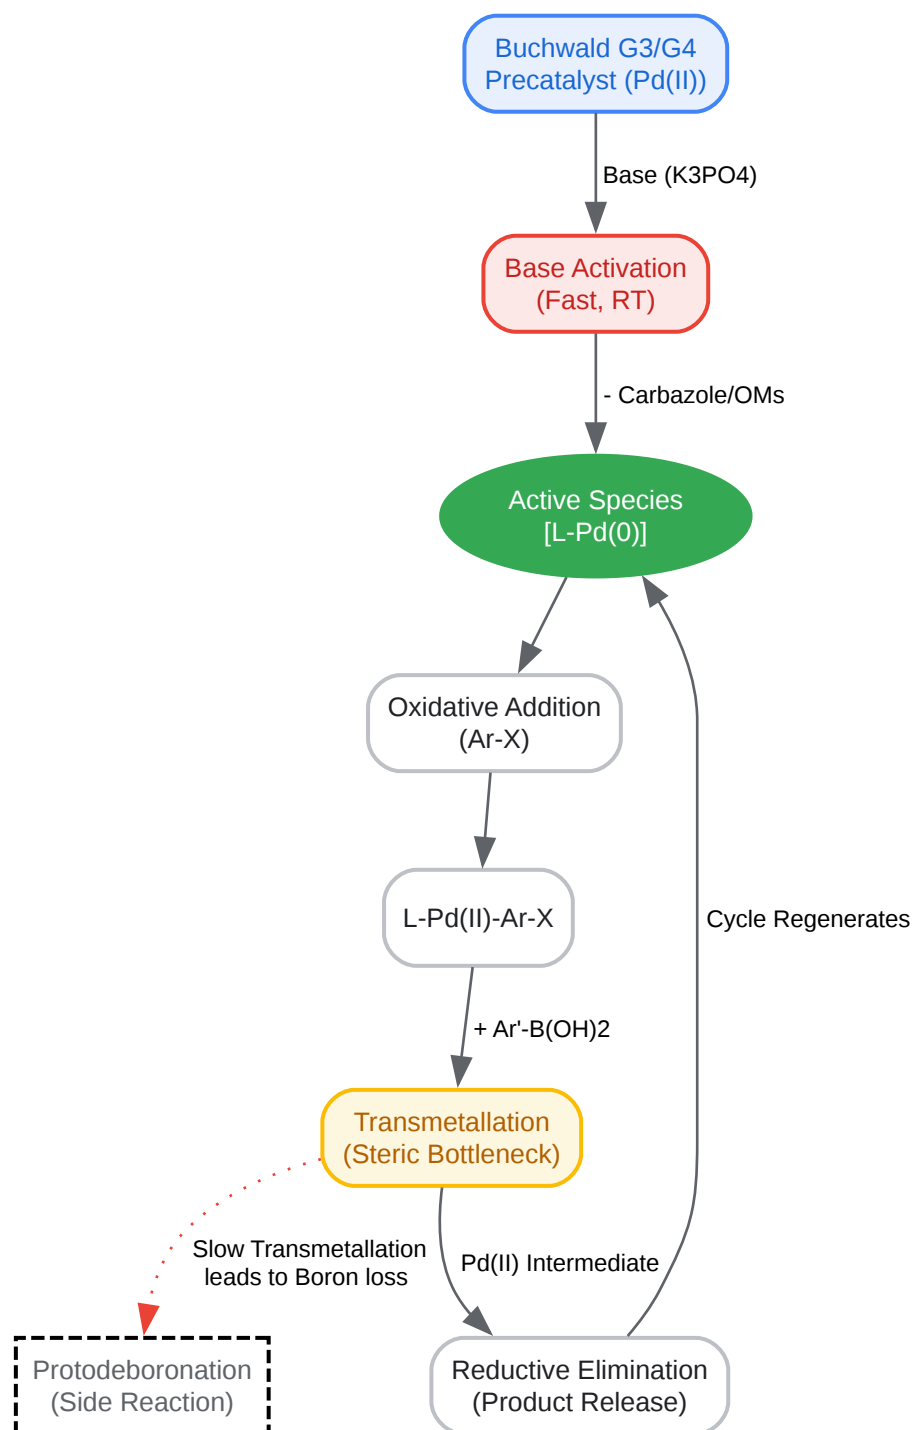 Buchwald G3/G4
Precatalyst (Pd(II))
Base (K3PO4)
Base Activation
(Fast, RT)
- Carbazole/OMs
Active Species
[L-Pd(0)]
Oxidative Addition
(Ar-X)
L-Pd(II)-Ar-X
Cycle Regenerates
+ Ar'-B(OH)2
Transmetallation
(Steric Bottleneck)
Slow Transmetallation
leads to Boron loss
Pd(II) Intermediate
Protodeboronation
(Side Reaction)
Reductive Elimination
(Product Release)